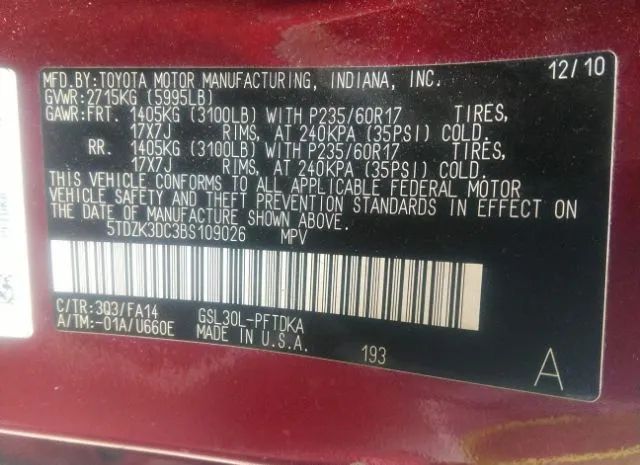 MFD.BY:TOYOTA MOTOR MANUFACTURING, INDIANA, INC. 12/10
GVWR:2715KG (5995LB)
GAWR:FRT. 1405KG (3100LB) WITH P235/60R17 TIRES,
17X7J RIMS, AT 240KPA (35PSI) COLD.
RR. 1405KG (3100LB) WITH P235/60R17 TIRES,
17X7J RIMS, AT 240KPA (35PSI) COLD.
THIS VEHICLE CONFORMS TO ALL APPLICABLE FEDERAL MOTOR
VEHICLE SAFETY AND THEFT PREVENTION STANDARDS IN EFFECT ON
THE DATE OF MANUFACTURE SHOWN ABOVE.
5TDZK3DC3BS109026 MPV
C/TR:3Q3/FA14 GSL30L-PFTDKA
A/TM:-01A/U660E MADE IN U.S.A.
193
A